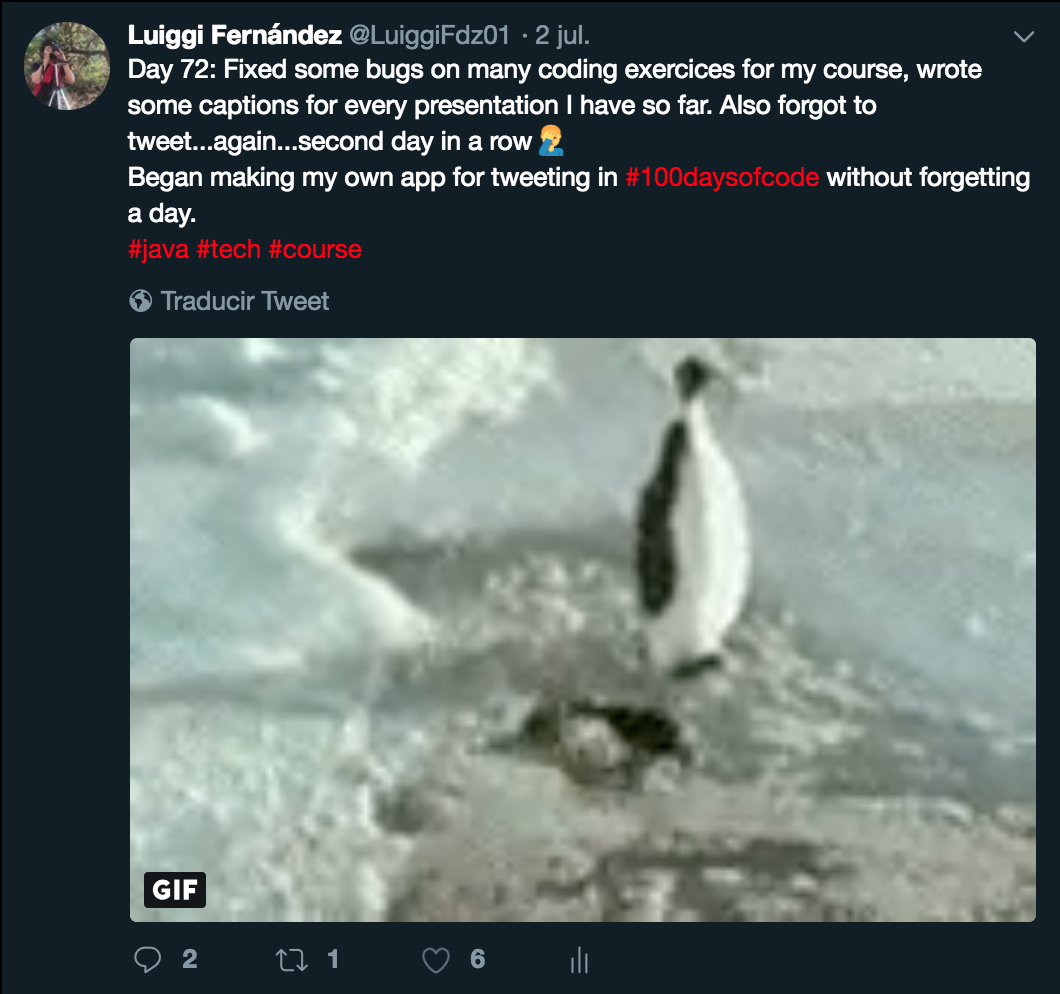 Luiggi Fernández @LuiggiFdz01 · 2 jul.
Day 72: Fixed some bugs on many coding exercices for my course, wrote
some captions for every presentation I have so far. Also forgot to
tweet...again...second day in a row🤦‍♂️
Began making my own app for tweeting in #100daysofcode without forgetting
a day.
#java #tech #course
Traducir Tweet
GIF
2 1 6